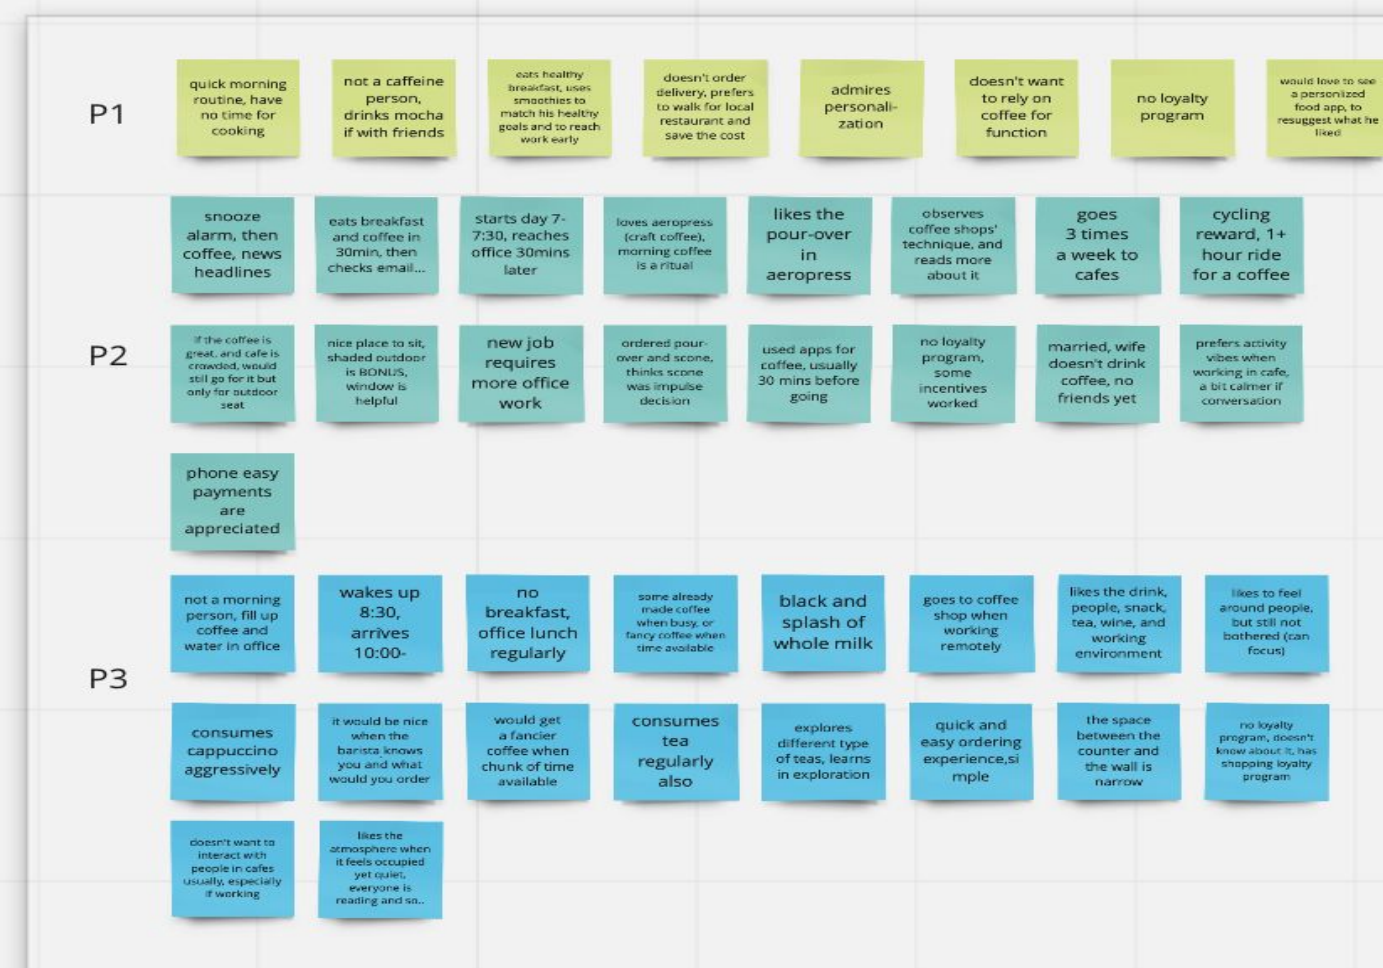 P1
quick morning
routine, have
no time for
cooking
not a caffeine
person,
drinks mocha
if with friends
eats healthy
breakfast, uses
smoothies to
match his healthy
goals and to reach
work early
doesn't order
delivery, prefers
to walk for local
restaurant and
save the cost
admires
personali-
zation
doesn't want
to rely on
coffee for
function
no loyalty
program
would love to see
a personlized
food app, to
resuggest what he
liked
P2
snooze
alarm, then
coffee, news
headlines
eats breakfast
and coffee in
30min, then
checks email...
starts day 7-
7:30, reaches
office 30mins
later
loves aeropress
(craft coffee),
morning coffee
is a ritual
likes the
pour-over
in
aeropress
observes
coffee shops'
technique, and
reads more
about it
goes
3 times
a week to
cafes
cycling
reward, 1+
hour ride
for a coffee
if the coffee is
great, and cafe is
crowded, would
still go for it but
only for outdoor
seat
nice place to sit,
shaded outdoor
is BONUS,
window is
helpful
new job
requires
more office
work
ordered pour-
over and scone,
thinks scone
was impulse
decision
used apps for
coffee, usually
30 mins before
going
no loyalty
program,
some
incentives
worked
married, wife
doesn't drink
coffee, no
friends yet
prefers activity
vibes when
working in cafe,
a bit calmer if
conversation
phone easy
payments
are
appreciated
P3
not a morning
person, fill up
coffee and
water in office
wakes up
8:30,
arrives
10:00-
no
breakfast,
office lunch
regularly
some already
made coffee
when busy, or
fancy coffee when
time available
black and
splash of
whole milk
goes to coffee
shop when
working
remotely
likes the drink,
people, snack,
tea, wine, and
working
environment
likes to feel
around people,
but still not
bothered (can
focus)
consumes
cappuccino
aggressively
it would be nice
when the
barista knows
you and what
would you order
would get
a fancier
coffee when
chunk of time
available
consumes
tea
regularly
also
explores
different type
of teas, learns
in exploration
quick and
easy ordering
experience,si
mple
the space
between the
counter and
the wall is
narrow
no loyalty
program, doesn't
know about it, has
shopping loyalty
program
doesn't want to
interact with
people in cafes
usually, especially
if working
likes the
atmosphere when
it feels occupied
yet quiet,
everyone is
reading and so..